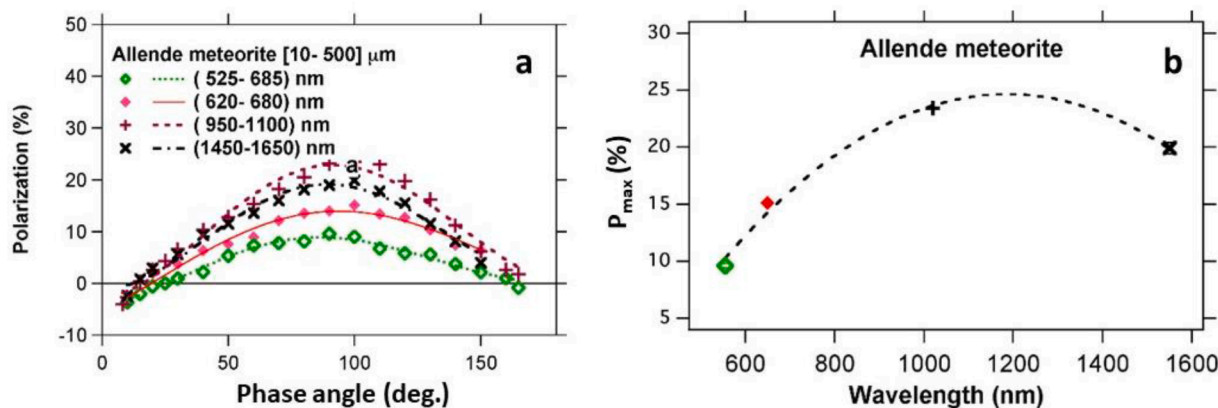 50
40
30
20
10
0
-10
Polarization (%)
Allende meteorite [10- 500] μm
a
( 525- 685) nm
( 620- 680) nm
( 950-1100) nm
(1450-1650) nm
a
0
50
100
150
Phase angle (deg.)
30
25
20
15
10
5
Pmax (%)
Allende meteorite
b
600
800
1000
1200
1400
1600
Wavelength (nm)